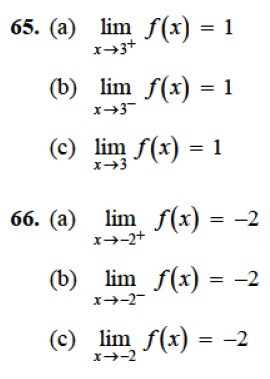 65. (a) lim x→3⁺ f(x) = 1
(b) lim x→3⁻ f(x) = 1
(c) lim x→3 f(x) = 1
66. (a) lim x→−2⁺ f(x) = −2
(b) lim x→−2⁻ f(x) = −2
(c) lim x→−2 f(x) = −2